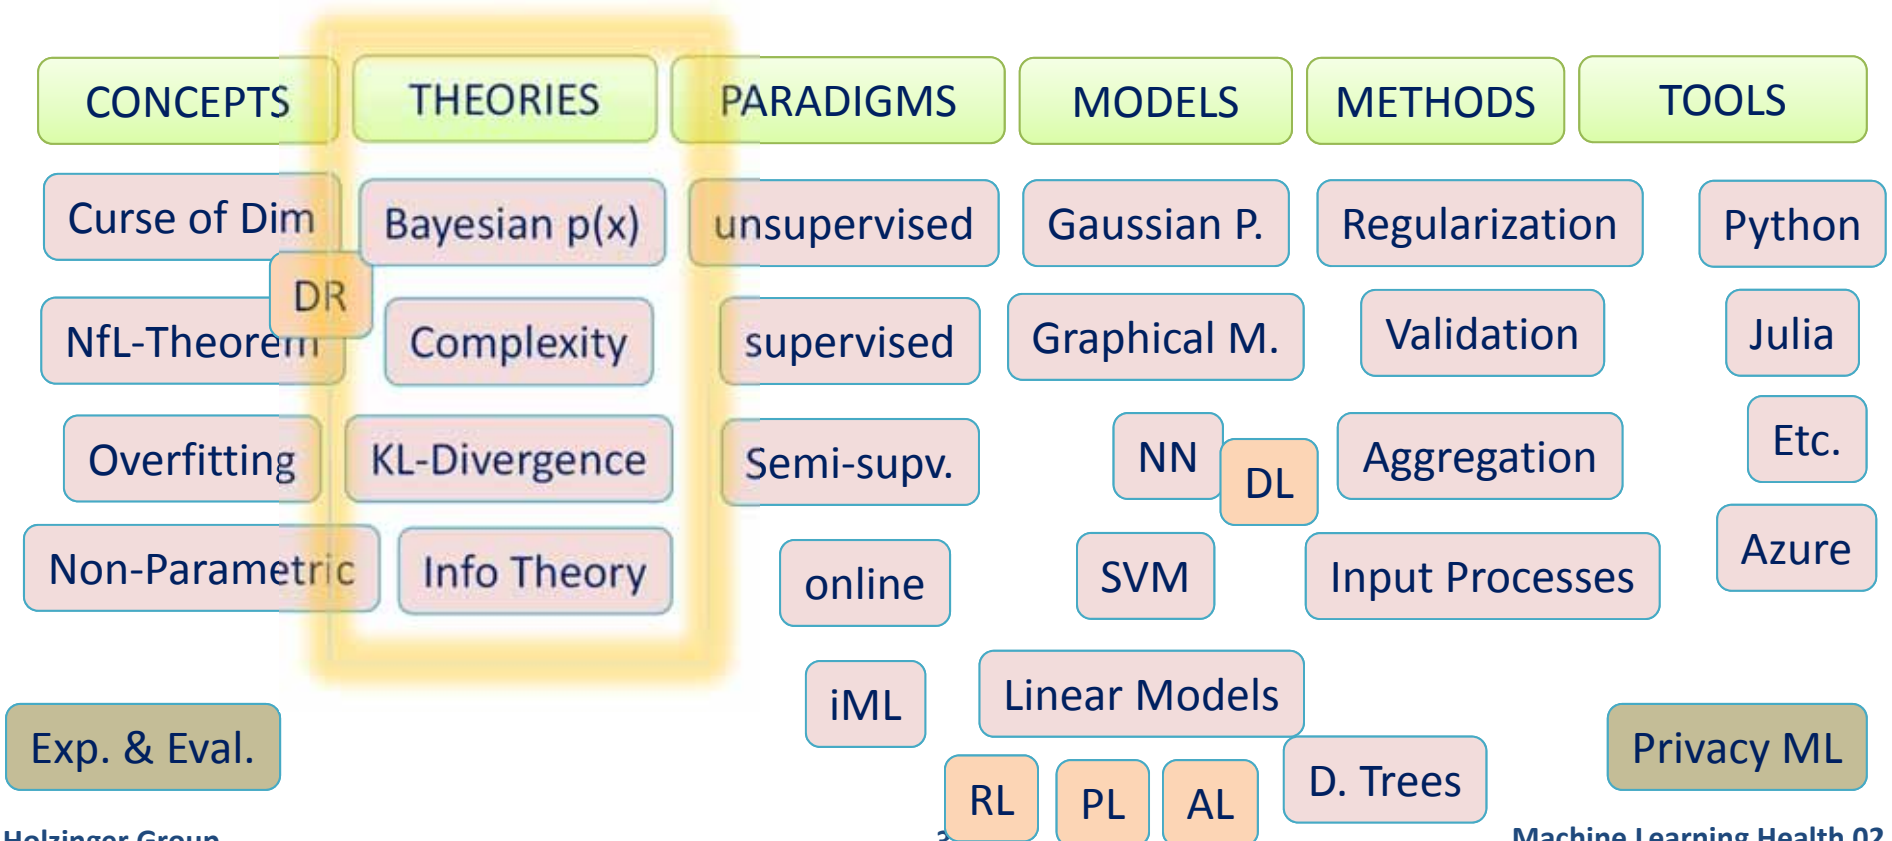 CONCEPTS THEORIES PARADIGMS MODELS METHODS TOOLS
Curse of Dim Bayesian p(x) unsupervised Gaussian P. Regularization Python
DR
NfL-Theorem Complexity supervised Graphical M. Validation Julia
Overfitting KL-Divergence Semi-supv. NN DL Aggregation Etc.
Non-Parametric Info Theory online SVM Input Processes Azure
iML Linear Models
Exp. & Eval. D. Trees Privacy ML
RL PL AL
Holzinger Group Machine Learning Health 02